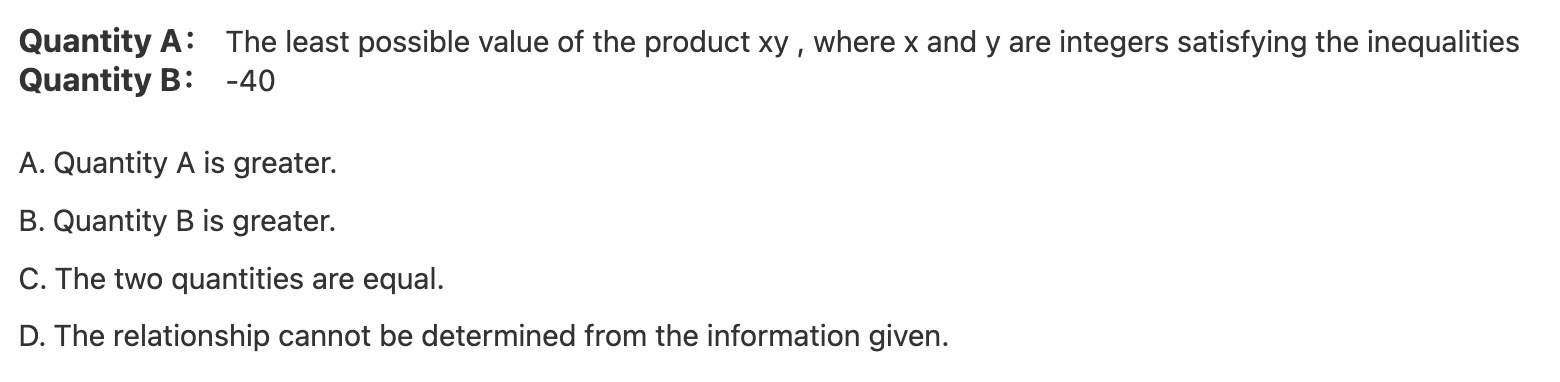 Quantity A: The least possible value of the product xy , where x and y are integers satisfying the inequalities
Quantity B: -40
A. Quantity A is greater.
B. Quantity B is greater.
C. The two quantities are equal.
D. The relationship cannot be determined from the information given.